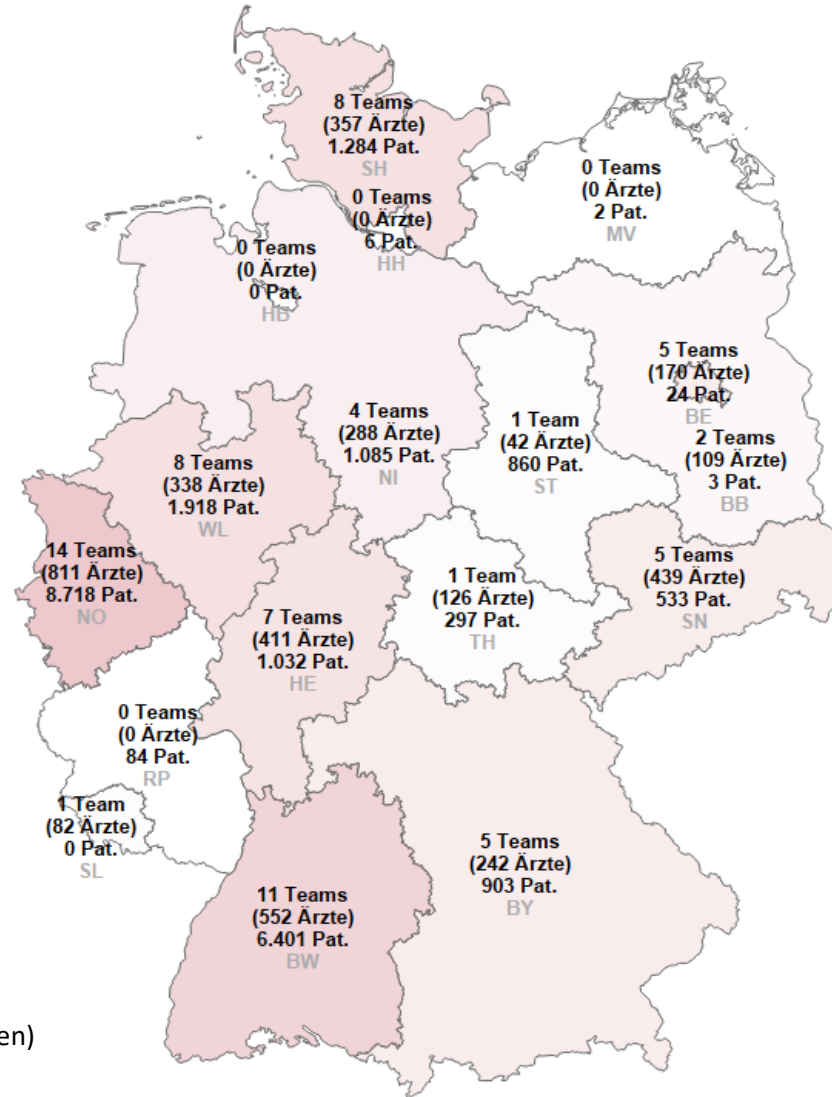 8 Teams
(357 Ärzte)
1.284 Pat.
SH
0 Teams
(0 Ärzte)
6 Pat.
HH
0 Teams
(0 Ärzte)
2 Pat.
MV
0 Teams
(0 Ärzte)
0 Pat.
HB
5 Teams
(170 Ärzte)
24 Pat.
BE
4 Teams
(288 Ärzte)
1.085 Pat.
NI
1 Team
(42 Ärzte)
860 Pat.
ST
2 Teams
(109 Ärzte)
3 Pat.
BB
8 Teams
(338 Ärzte)
1.918 Pat.
WL
14 Teams
(811 Ärzte)
8.718 Pat.
NO
7 Teams
(411 Ärzte)
1.032 Pat.
HE
1 Team
(126 Ärzte)
297 Pat.
TH
5 Teams
(439 Ärzte)
533 Pat.
SN
0 Teams
(0 Ärzte)
84 Pat.
RP
1 Team
(82 Ärzte)
0 Pat.
SL
11 Teams
(552 Ärzte)
6.401 Pat.
BW
5 Teams
(242 Ärzte)
903 Pat.
BY
en)